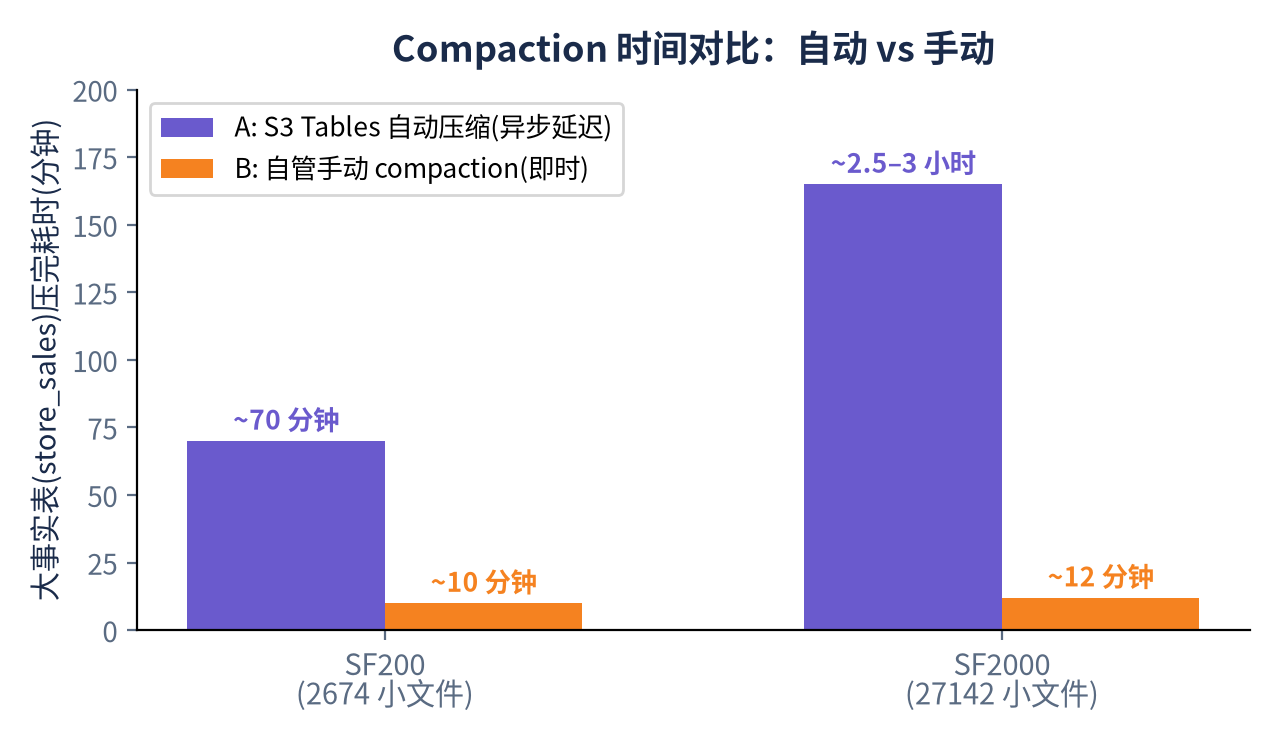 Compaction 时间对比：自动 vs 手动
A: S3 Tables 自动压缩(异步延迟)
B: 自管手动 compaction(即时)
大事实表(store_sales)压完耗时(分钟)
200
175
150
125
100
75
50
25
0
~70 分钟
~10 分钟
~2.5–3 小时
~12 分钟
SF200
(2674 小文件)
SF2000
(27142 小文件)